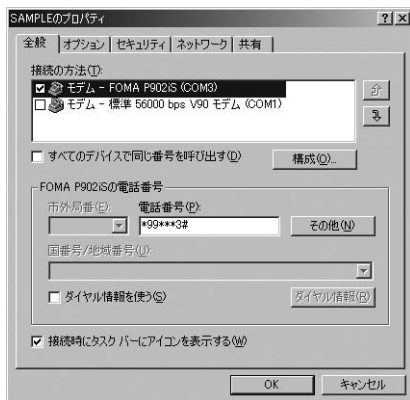 SAMPLEのプロパティ
全般 オプション セキュリティ ネットワーク 共有
接続の方法(T):
モデム - FOMA P902iS (COM3)
モデム - 標準 56000 bps V90 モデム (COM1)
すべてのデバイスで同じ番号を呼び出す(D) 構成(O)...
FOMA P902iSの電話番号
市外局番(E): 電話番号(P):
*99***3# その他(N)
国番号/地域番号(U):
ダイヤル情報を使う(S) ダイヤル情報(R)
接続時にタスク バーにアイコンを表示する(W)
OK キャンセル